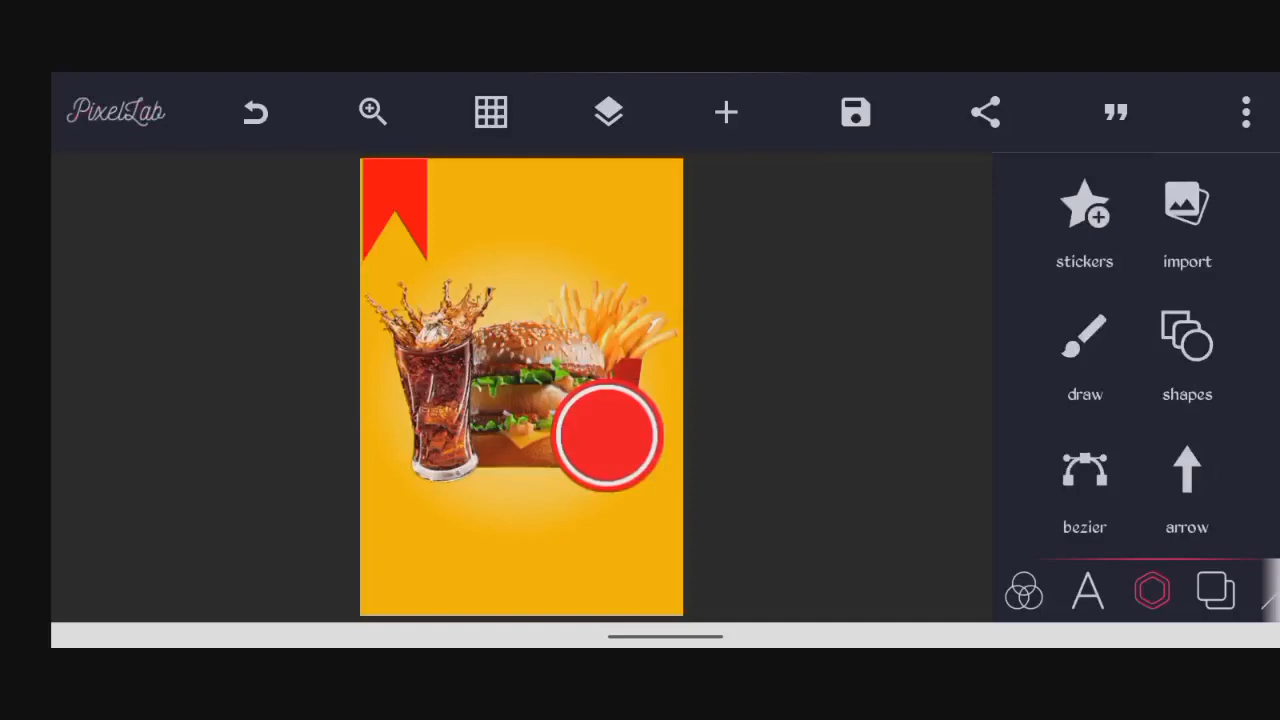 PixelLab
stickers
import
draw
shapes
bezier
arrow